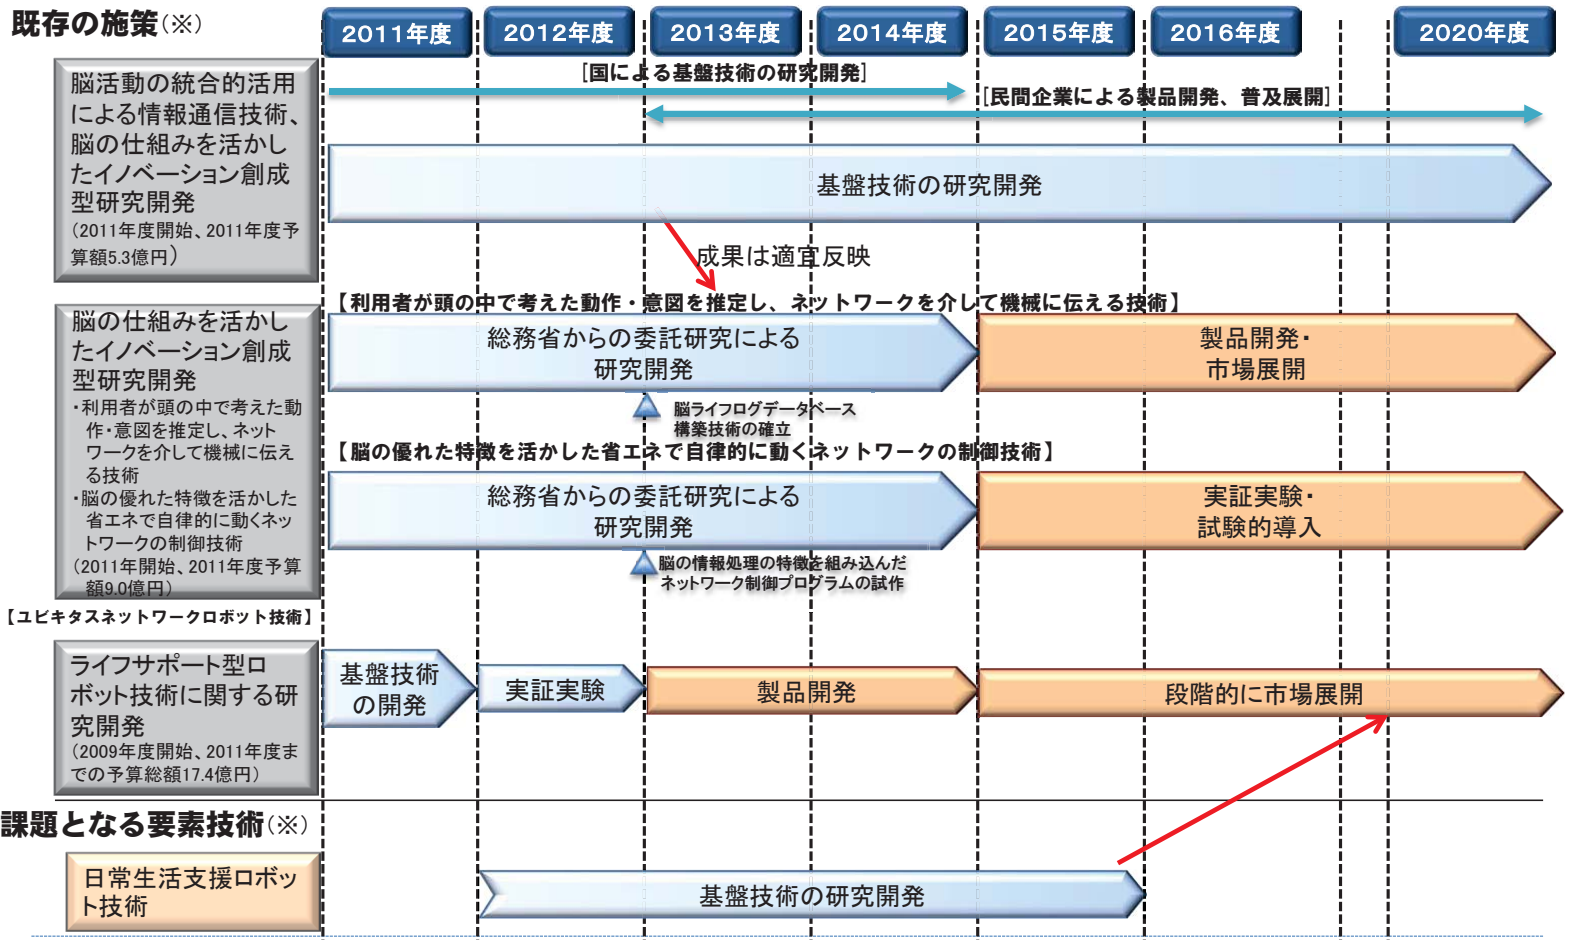 既存の施策(※)
2011年度
2012年度
2013年度
2014年度
2015年度
2016年度
2020年度
[国による基盤技術の研究開発]
[民間企業による製品開発、普及展開]
脳活動の統合的活用
による情報通信技術、
脳の仕組みを活かし
たイノベーション創成
型研究開発
(2011年度開始、2011年度予
算額5.3億円)
基盤技術の研究開発
成果は適宜反映
【利用者が頭の中で考えた動作・意図を推定し、ネットワークを介して機械に伝える技術】
脳の仕組みを活かし
たイノベーション創成
型研究開発
・利用者が頭の中で考えた動
作・意図を推定し、ネット
ワークを介して機械に伝え
る技術
・脳の優れた特徴を活かした
省エネで自律的に動くネッ
トワークの制御技術
(2011年開始、2011年度予算
額9.0億円)
総務省からの委託研究による
研究開発
製品開発・
市場展開
脳ライフログデータベース
構築技術の確立
【脳の優れた特徴を活かした省エネで自律的に動くネットワークの制御技術】
総務省からの委託研究による
研究開発
実証実験・
試験的導入
脳の情報処理の特徴を組み込んだ
ネットワーク制御プログラムの試作
【ユビキタスネットワークロボット技術】
ライフサポート型ロ
ボット技術に関する研
究開発
(2009年度開始、2011年度ま
での予算総額17.4億円)
基盤技術
の開発
実証実験
製品開発
段階的に市場展開
課題となる要素技術(※)
日常生活支援ロボッ
ト技術
基盤技術の研究開発